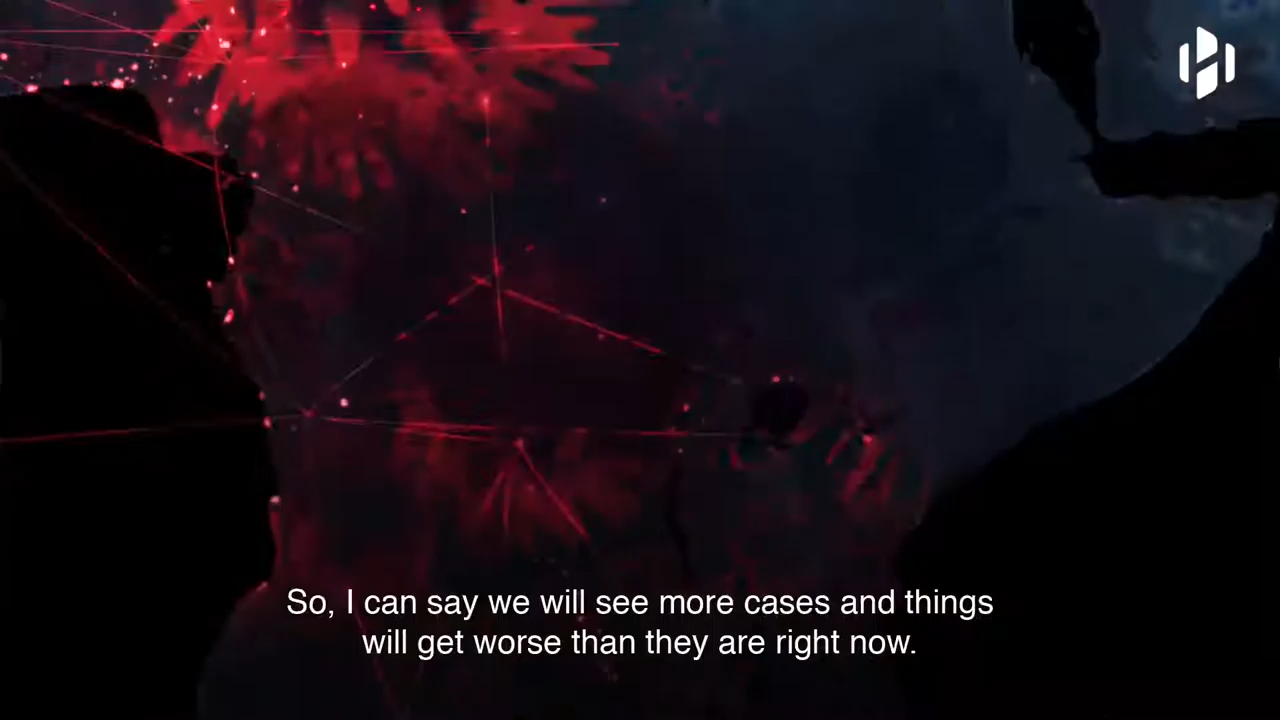 So, I can say we will see more cases and things
will get worse than they are right now.